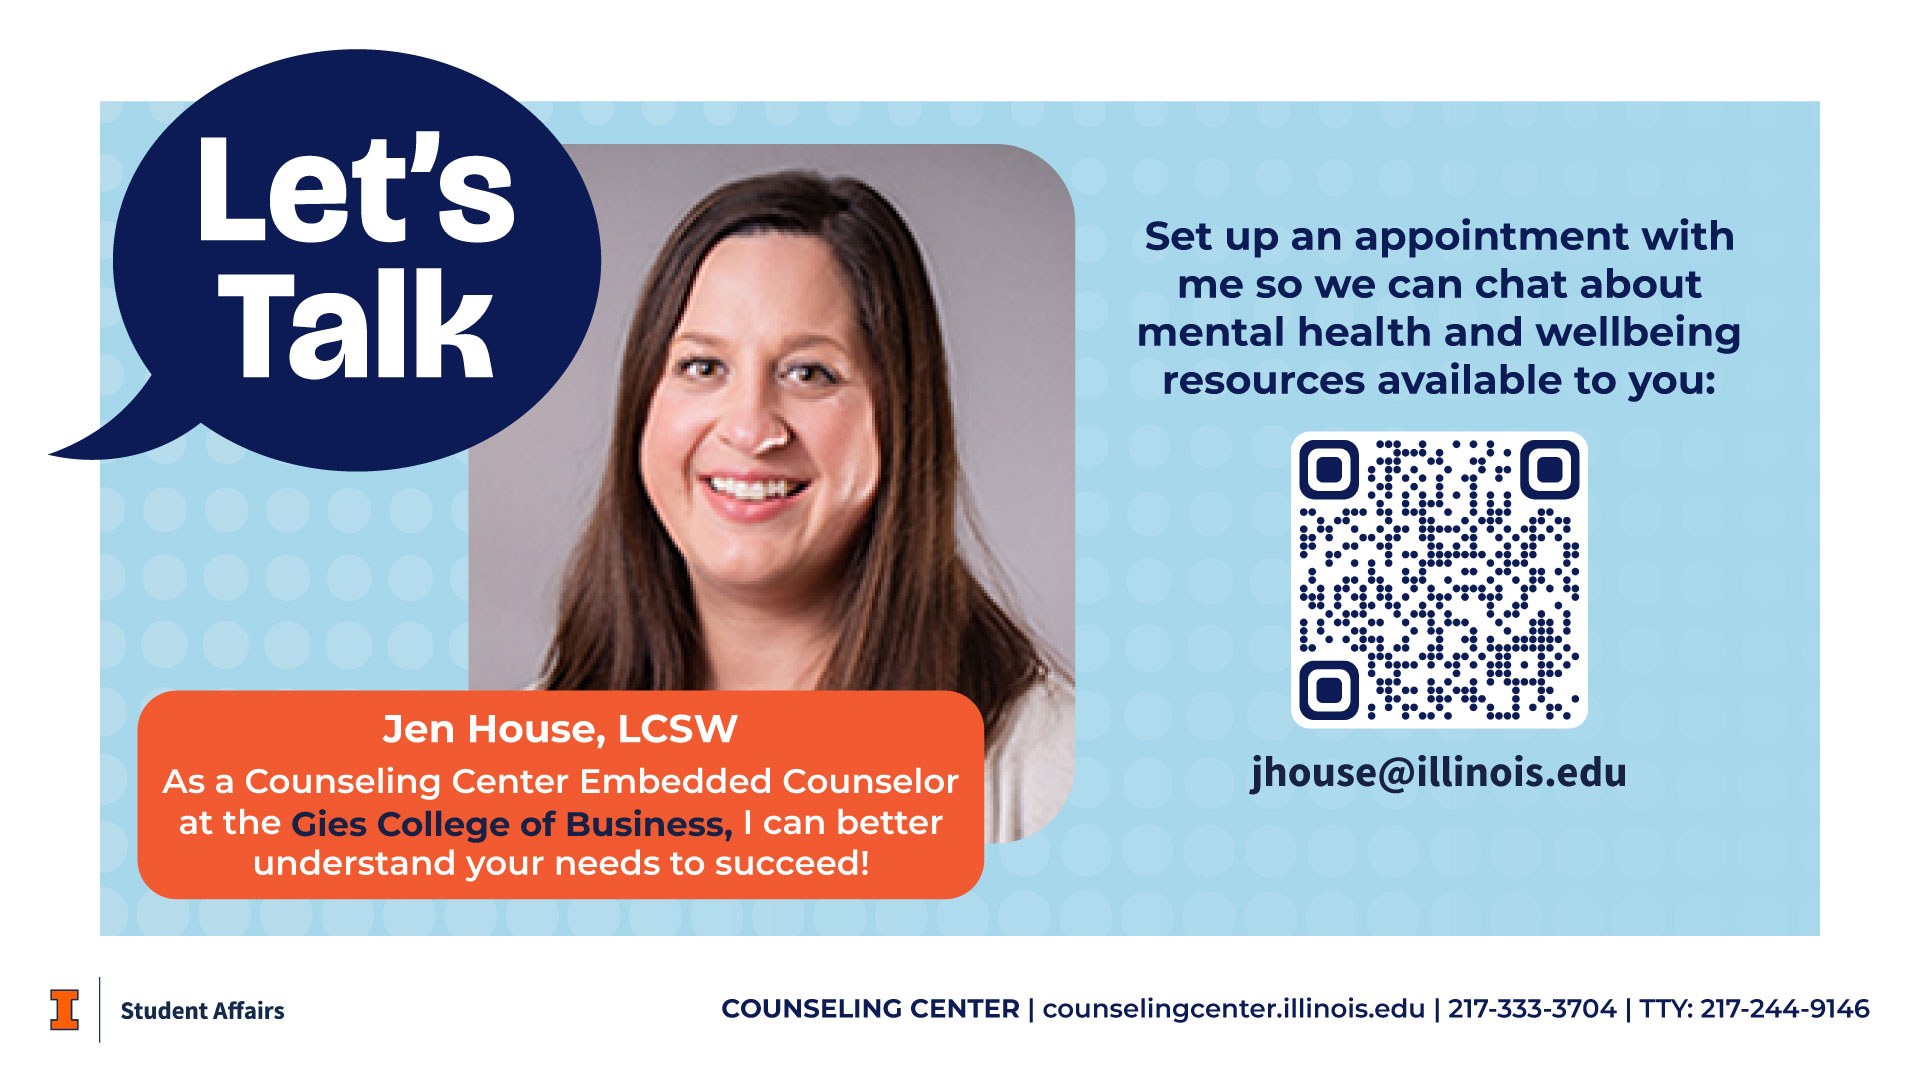 Let's
Talk
Set up an appointment with
me so we can chat about
mental health and wellbeing
resources available to you:
jhouse@illinois.edu
Jen House, LCSW
As a Counseling Center Embedded Counselor
at the Gies College of Business, I can better
understand your needs to succeed!
I
Student Affairs
COUNSELING CENTER | counselingcenter.illinois.edu | 217-333-3704 | TTY: 217-244-9146